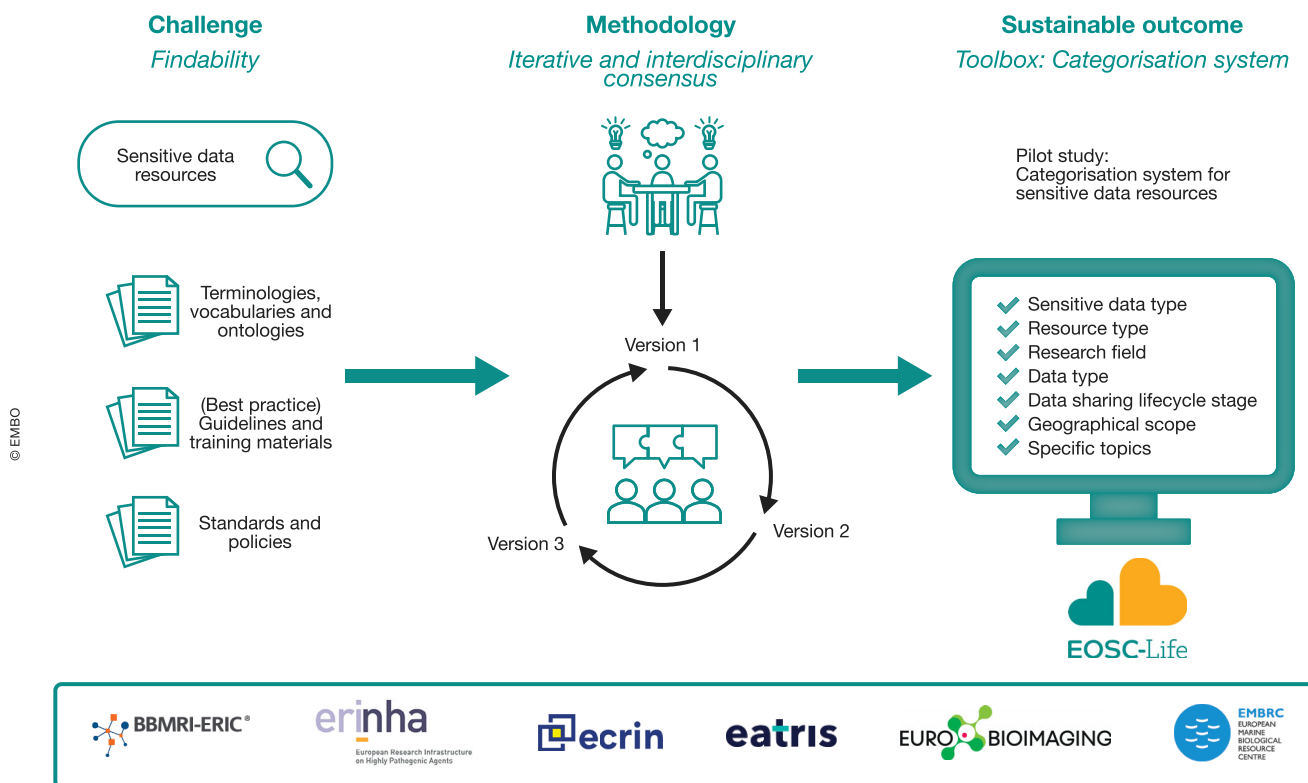 Challenge
Findability
Sensitive data
resources
Terminologies,
vocabularies and
ontologies
(Best practice)
Guidelines and
training materials
Standards and
policies
© EMBO
Methodology
Iterative and interdisciplinary
consensus
Version 1
Version 2
Version 3
Sustainable outcome
Toolbox: Categorisation system
Pilot study:
Categorisation system for
sensitive data resources
Sensitive data type
Resource type
Research field
Data type
Data sharing lifecycle stage
Geographical scope
Specific topics
EOSC-Life
BBMRI-ERIC®
erinha
European Research Infrastructure
on Highly Pathogenic Agents
ecrin
eatris
EURO BIOIMAGING
EMBRC
EUROPEAN
MARINE
BIOLOGICAL
RESOURCE
CENTRE